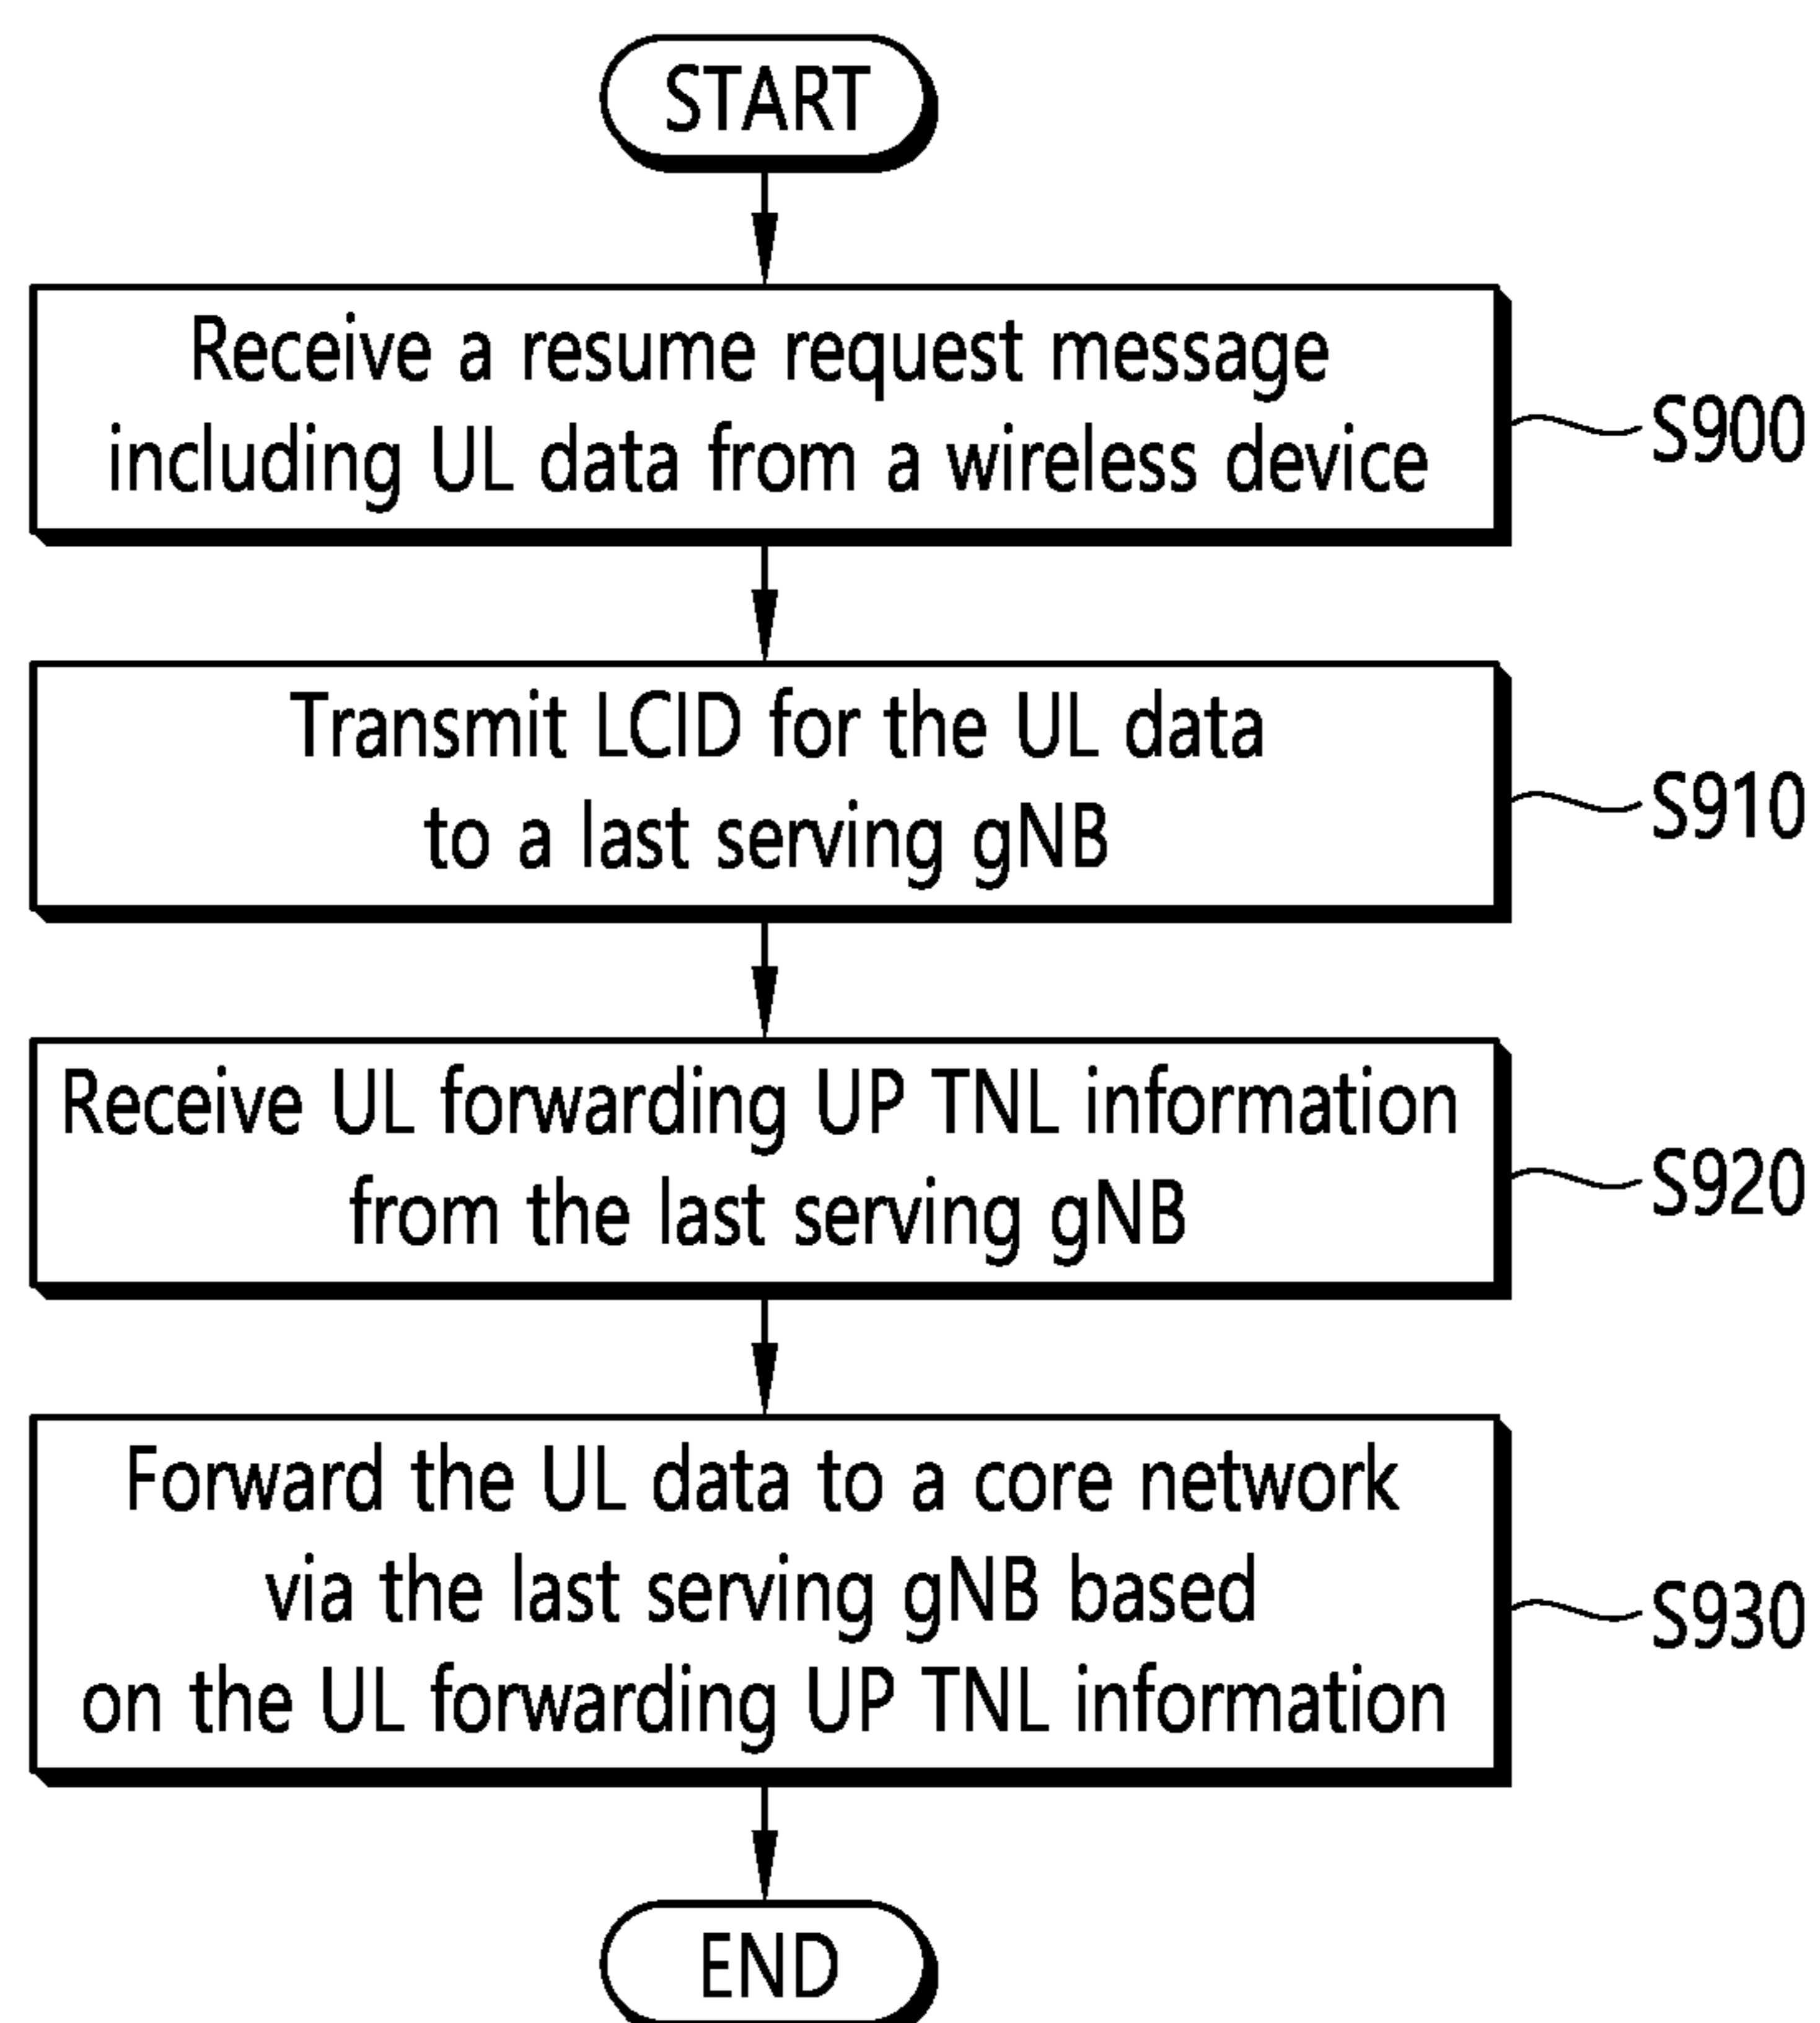 START
Receive a resume request message
including UL data from a wireless device
S900
Transmit LCID for the UL data
to a last serving gNB
S910
Receive UL forwarding UP TNL information
from the last serving gNB
S920
Forward the UL data to a core network
via the last serving gNB based
on the UL forwarding UP TNL information
S930
END